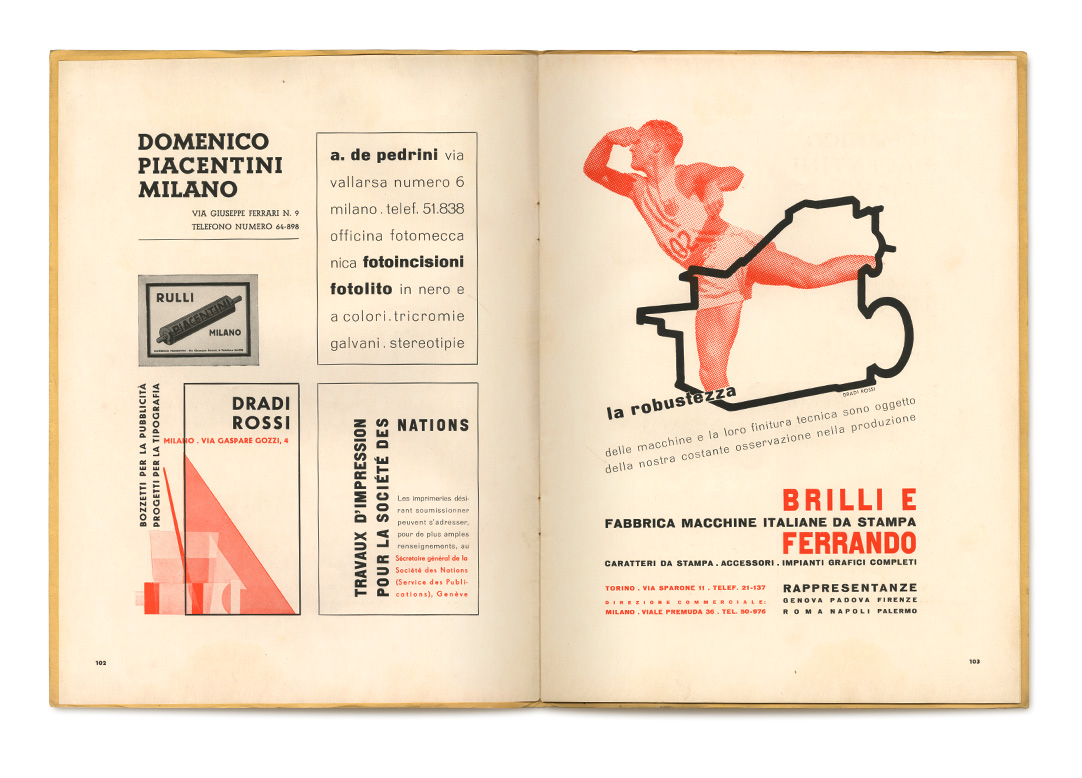 DOMENICO
PIACENTINI
MILANO
VIA GIUSEPPE FERRARI N. 9
TELEFONO NUMERO 64-898
RULLI
PIACENTINI
MILANO
a. de pedrini via
vallarsa numero 6
milano . telef. 51.838
officina fotomecca
nica fotoincisioni
fotolito in nero e
a colori . tricromie
galvani . stereotipie
BOZZETTI PER LA PUBBLICITÀ
PROGETTI PER LA TIPOGRAFIA
DRADI
ROSSI
MILANO . VIA GASPARE GOZZI, 4
TRAVAUX D'IMPRESSION
POUR LA SOCIÉTÉ DES
NATIONS
Les imprimeries dési-
rant soumissionner
peuvent s'adresser,
pour de plus amples
renseignements, au
Secrétaire général de la
Société des Nations
(Service des Publi-
cations), Genève
102
02
DRADI ROSSI
la robustezza
delle macchine e la loro finitura tecnica sono oggetto
della nostra costante osservazione nella produzione
BRILLI E
FABBRICA MACCHINE ITALIANE DA STAMPA
FERRANDO
CARATTERI DA STAMPA . ACCESSORI . IMPIANTI GRAFICI COMPLETI
TORINO . VIA SPARONE 11 . TELEF. 21-137
DIREZIONE COMMERCIALE:
MILANO . VIALE PREMUDA 36 . TEL. 50-976
RAPPRESENTANZE
GENOVA PADOVA FIRENZE
ROMA NAPOLI PALERMO
103